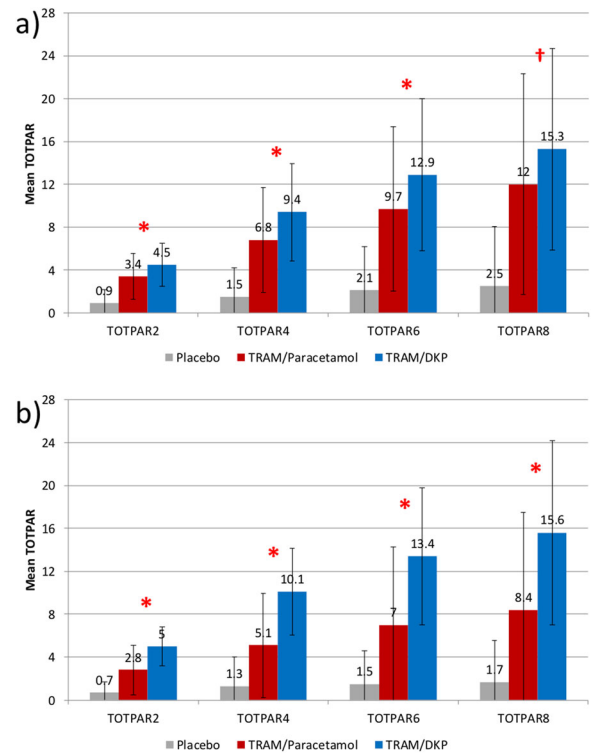 a)
Mean TOTPAR
28
24
20
16
12
8
4
0
0.9 3.4 4.5 1.5 6.8 9.4 2.1 9.7 12.9 2.5 12 15.3
* * * †
TOTPAR2 TOTPAR4 TOTPAR6 TOTPAR8
Placebo TRAM/Paracetamol TRAM/DKP
b)
Mean TOTPAR
28
24
20
16
12
8
4
0
0.7 2.8 5 1.3 5.1 10.1 1.5 7 13.4 1.7 8.4 15.6
* * * *
TOTPAR2 TOTPAR4 TOTPAR6 TOTPAR8
Placebo TRAM/Paracetamol TRAM/DKP